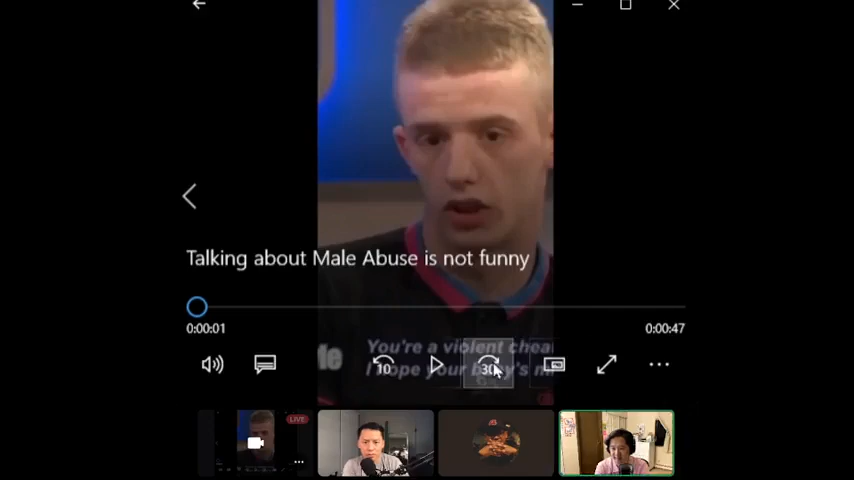 Talking about Male Abuse is not funny
0:00:01
0:00:47
You're a violent chea
I hope your b
10
30
LIVE